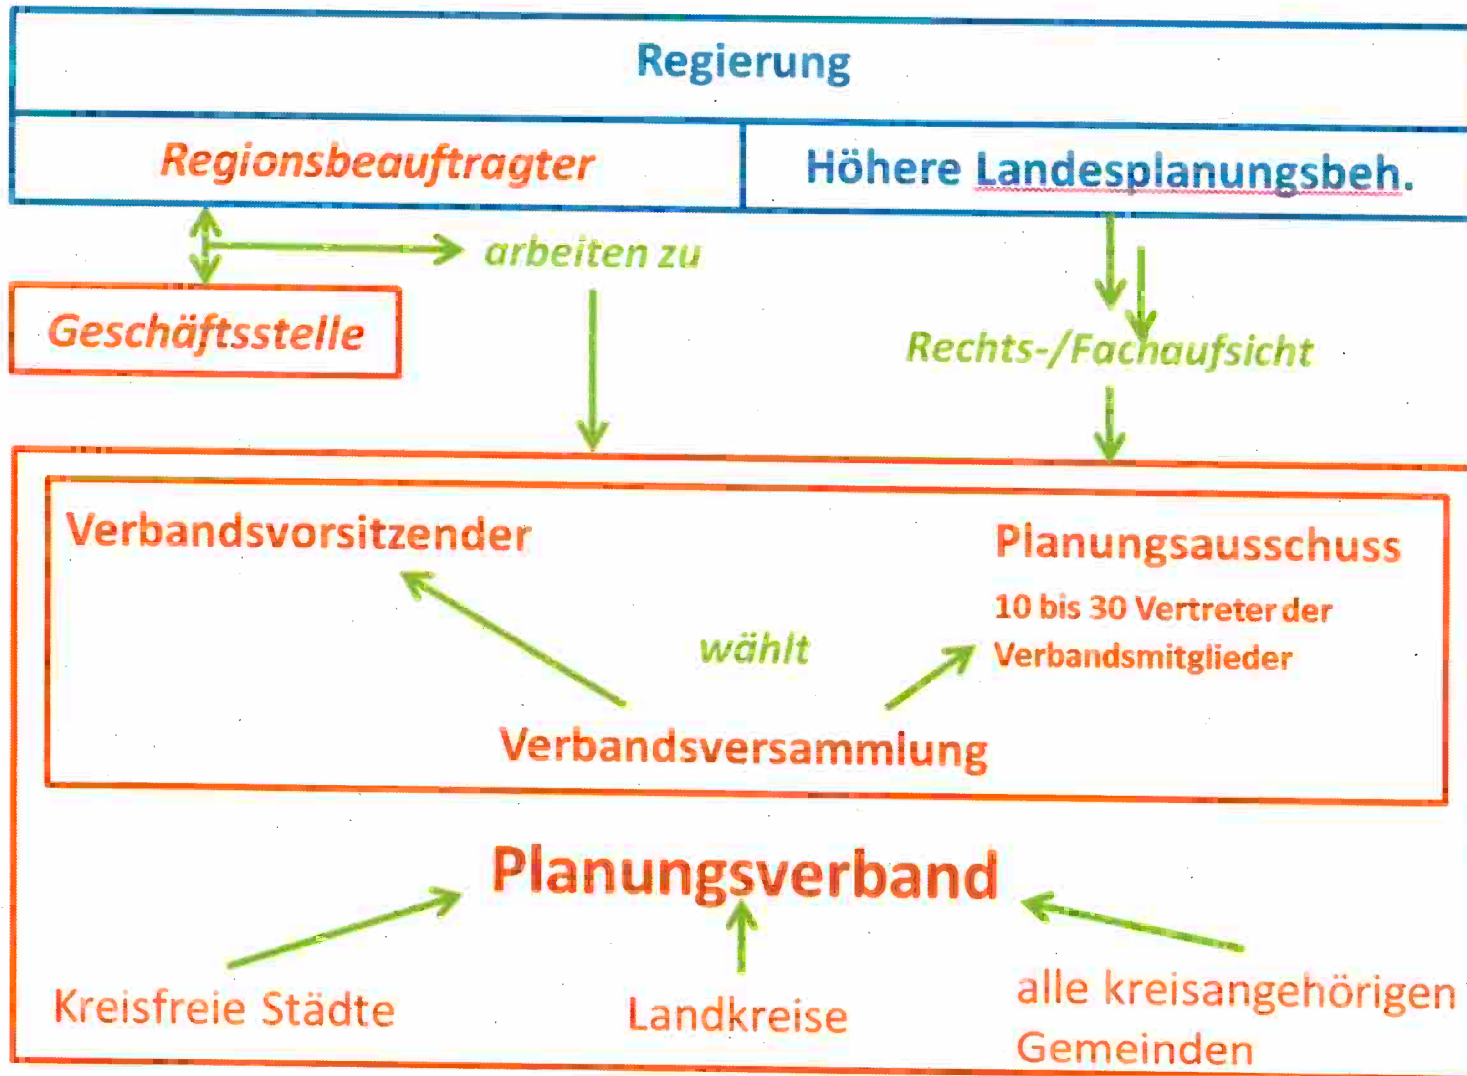 Regierung
Regionsbeauftragter
Höhere Landesplanungsbeh.
arbeiten zu
Geschäftsstelle
Rechts-/Fachaufsicht
Verbandsvorsitzender
Planungsausschuss
10 bis 30 Vertreter der
Verbandsmitglieder
wählt
Verbandsversammlung
Planungsverband
Kreisfreie Städte
Landkreise
alle kreisangehörigen
Gemeinden